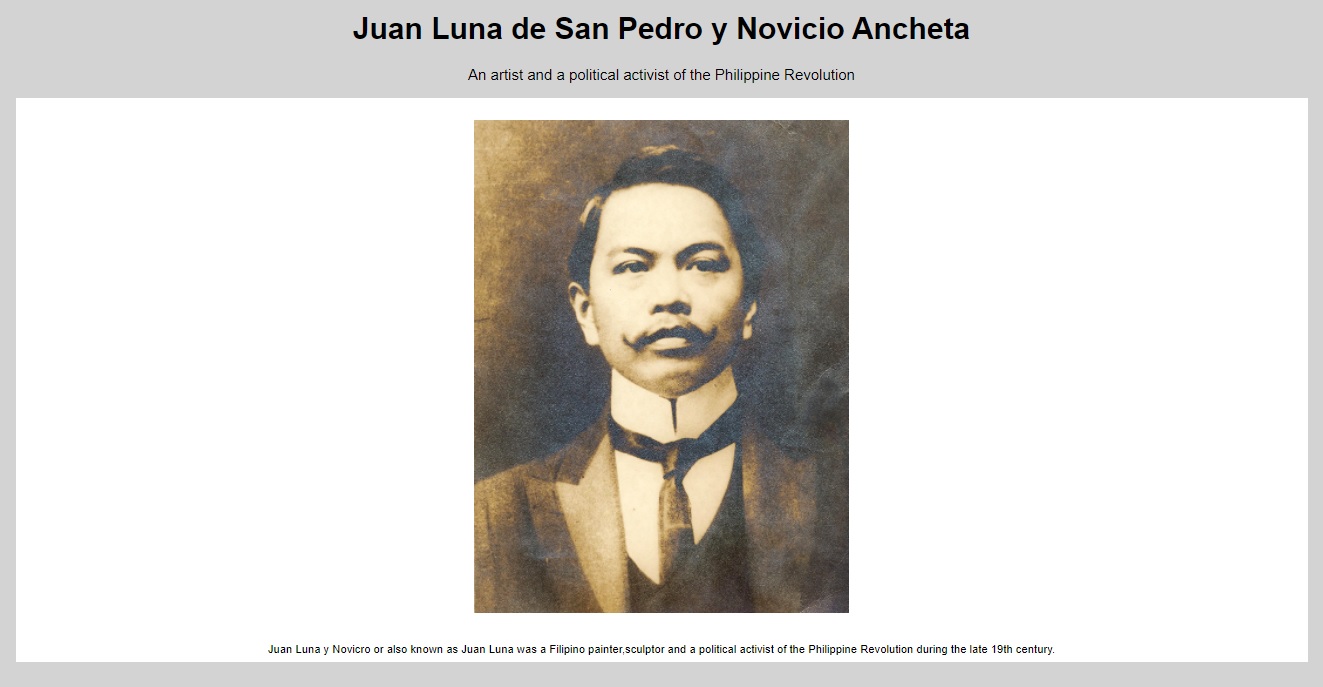 Juan Luna de San Pedro y Novicio Ancheta
An artist and a political activist of the Philippine Revolution
Juan Luna y Novicro or also known as Juan Luna was a Filipino painter,sculptor and a political activist of the Philippine Revolution during the late 19th century.